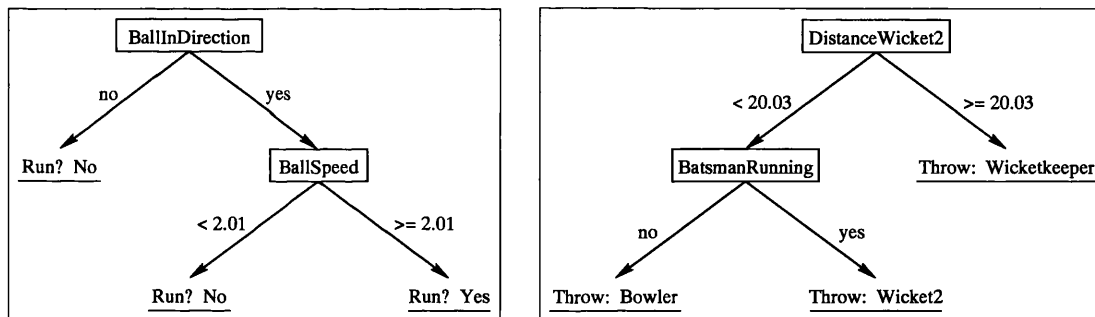 BallInDirection
no
yes
Run? No
BallSpeed
< 2.01
>= 2.01
Run? No
Run? Yes
DistanceWicket2
< 20.03
>= 20.03
BatsmanRunning
Throw: Wicketkeeper
no
yes
Throw: Bowler
Throw: Wicket2